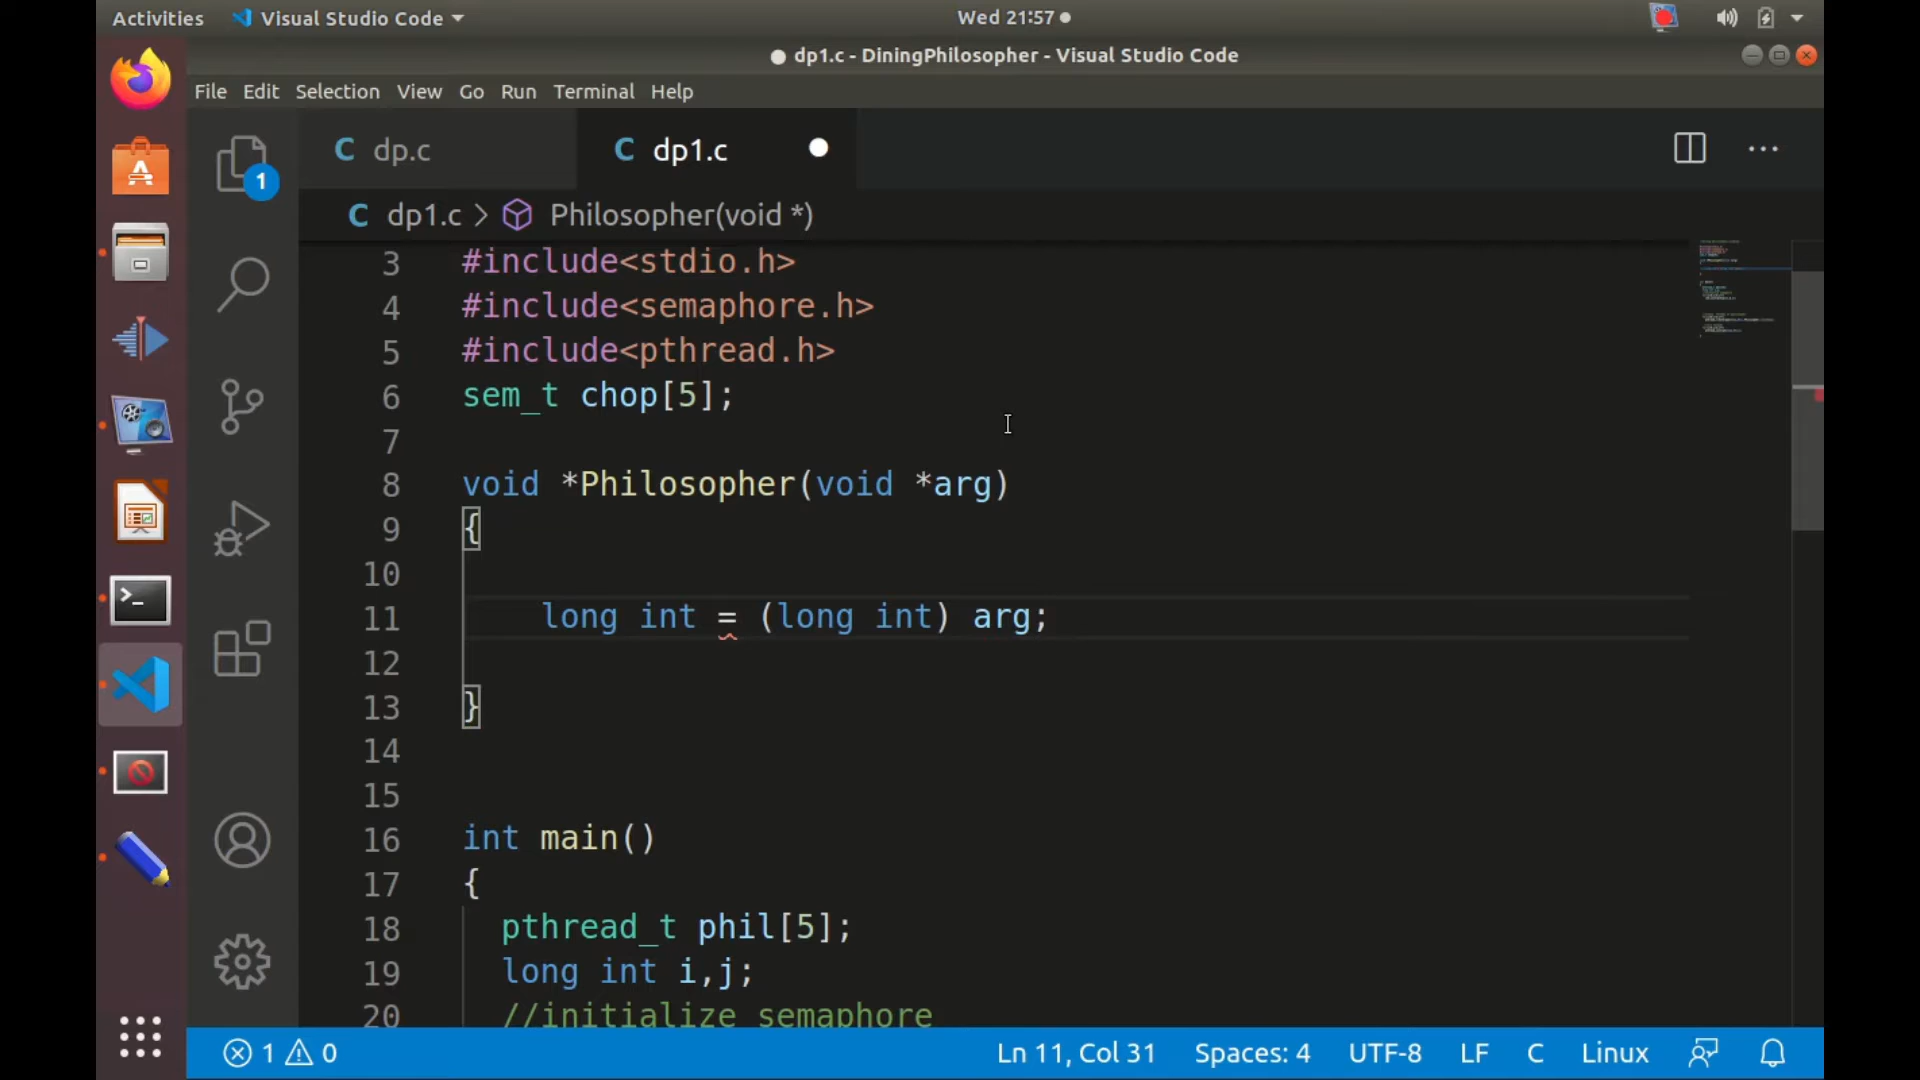 Activities Visual Studio Code Wed 21:57
dp1.c - DiningPhilosopher - Visual Studio Code
File Edit Selection View Go Run Terminal Help
C dp.c C dp1.c
1
C dp1.c > Philosopher(void *)
3 #include<stdio.h>
4 #include<semaphore.h>
5 #include<pthread.h>
6 sem_t chop[5];
7
8 void *Philosopher(void *arg)
9 {
10
11 long int = (long int) arg;
12
13 }
14
15
16 int main()
17 {
18 pthread_t phil[5];
19 long int i,j;
20 //initialize semaphore
1 0 Ln 11, Col 31 Spaces: 4 UTF-8 LF C Linux